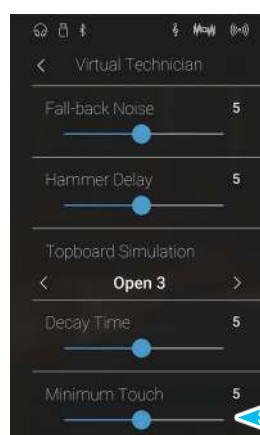 Virtual Technician
Fall-back Noise 5
Hammer Delay 5
Topboard Simulation
Open 3
Decay Time 5
Minimum Touch 5